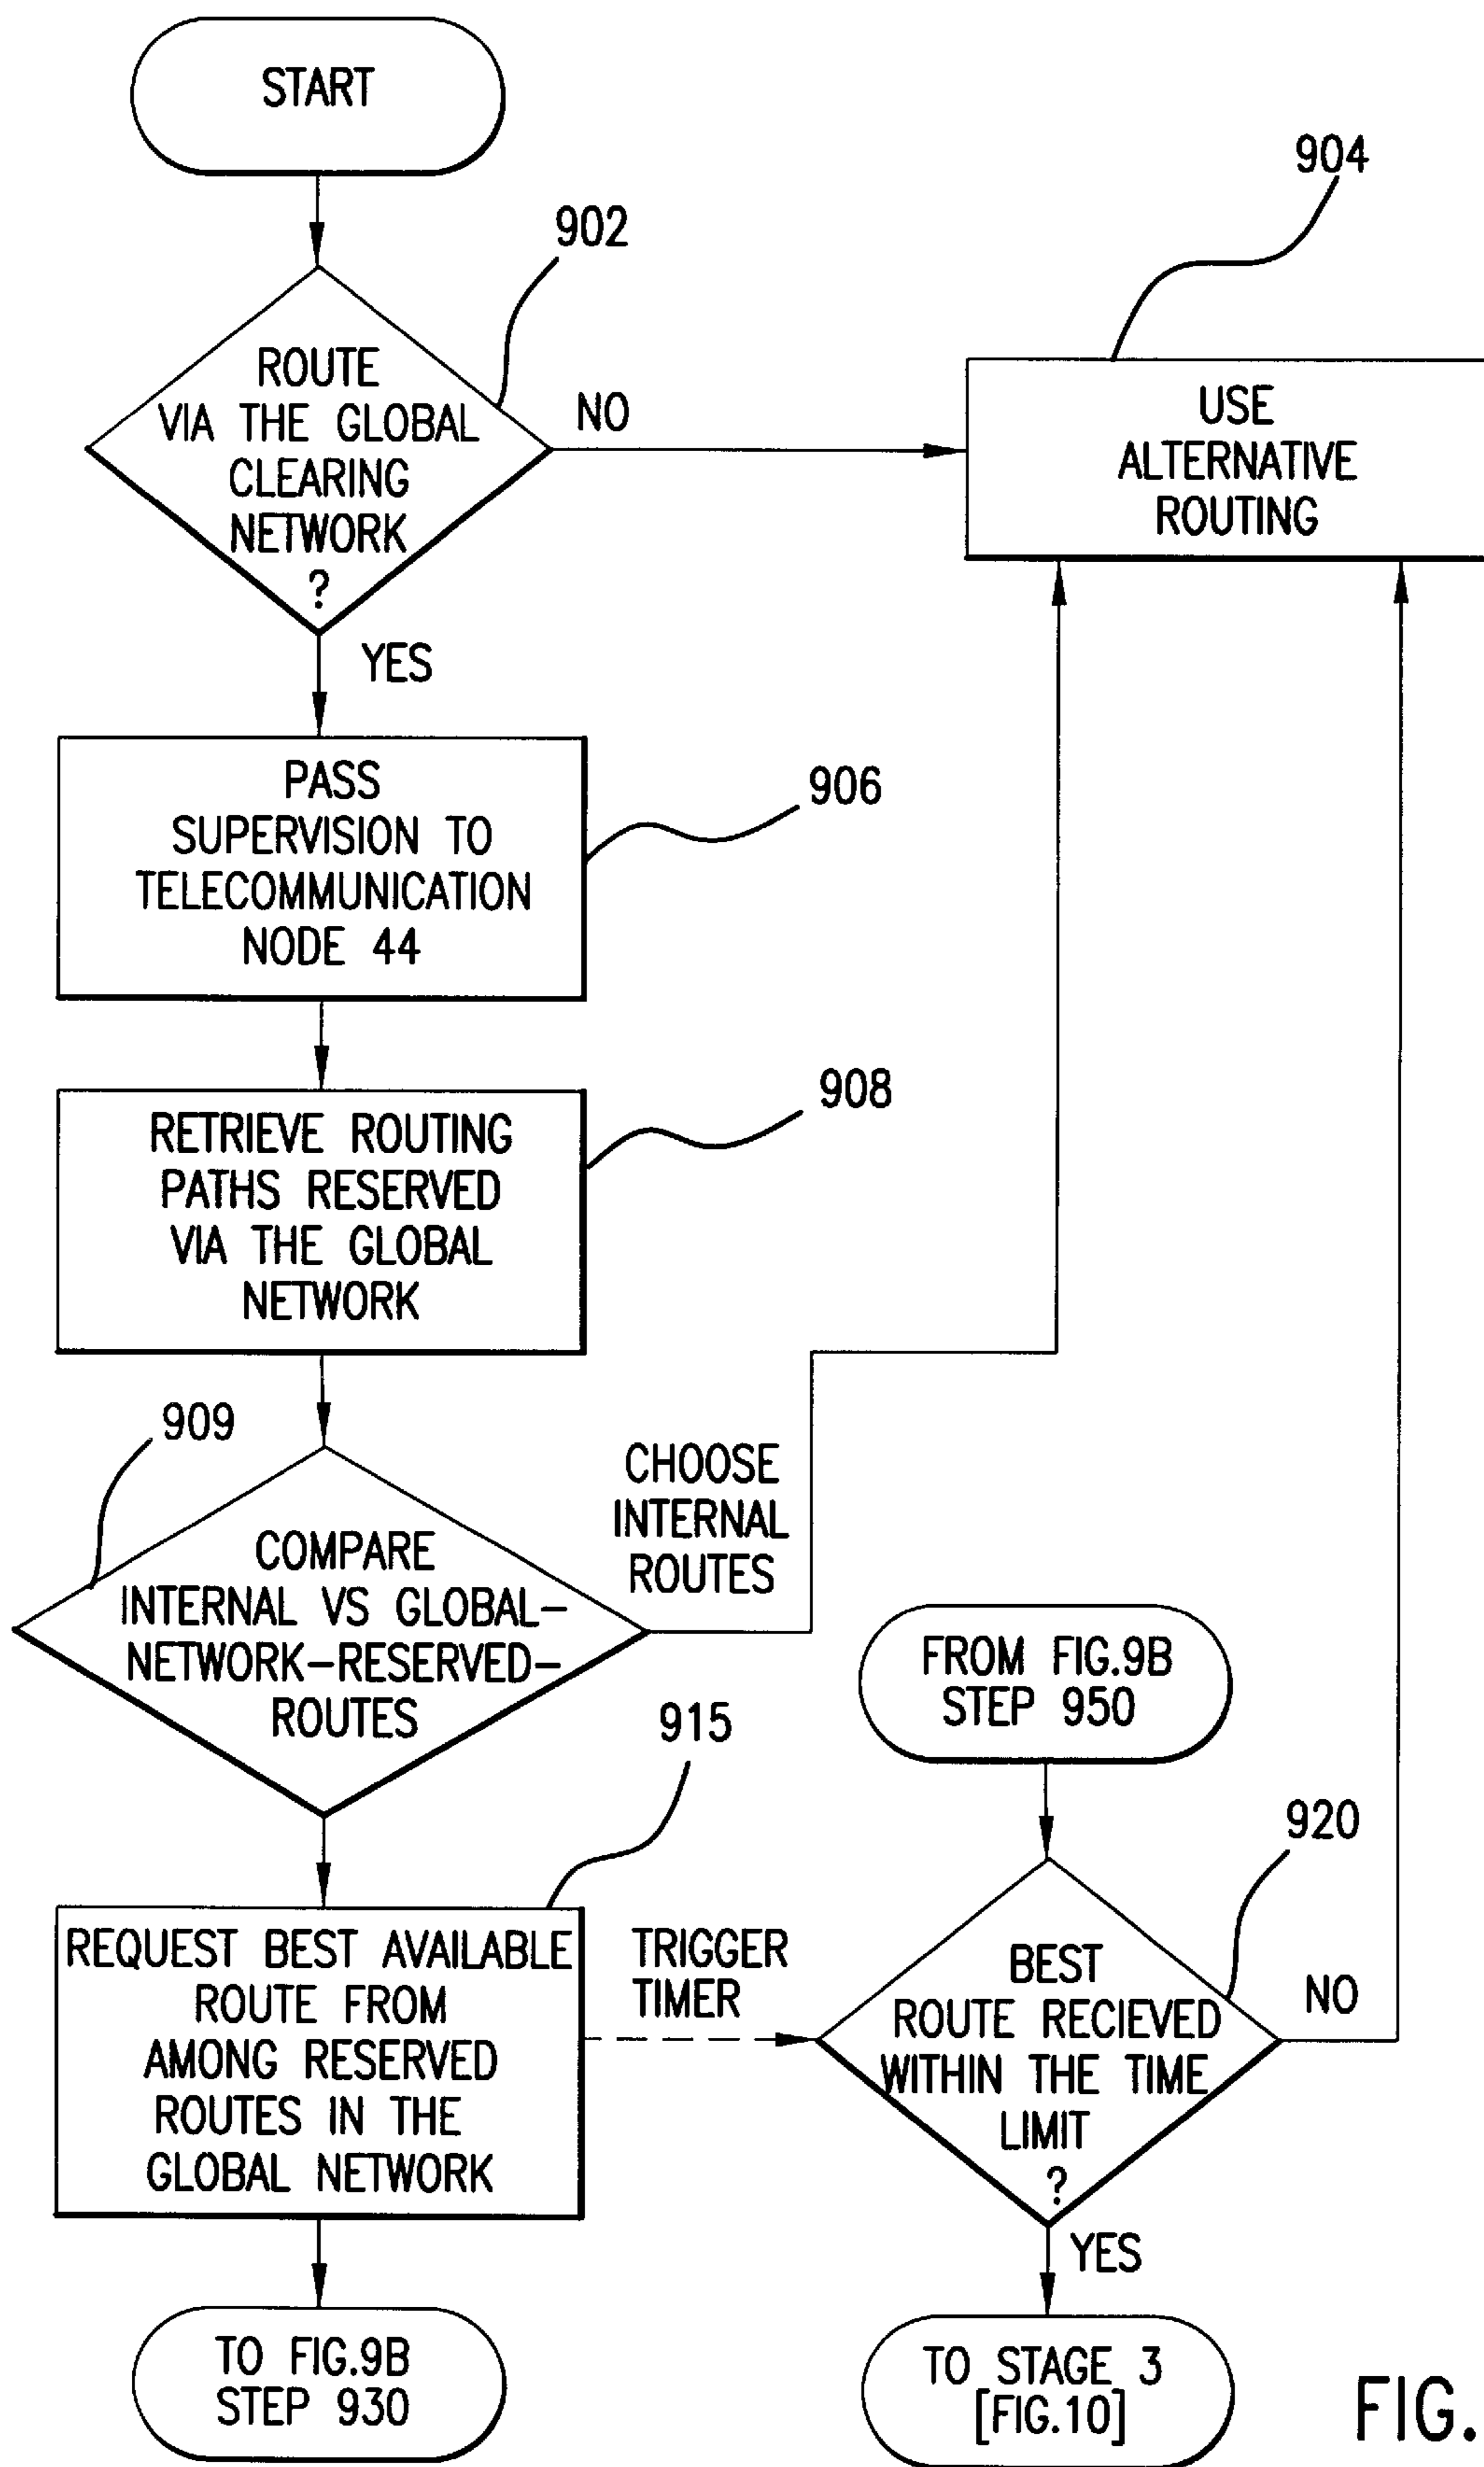 START
902
904
ROUTE
VIA THE GLOBAL
CLEARING
NETWORK
?
NO
USE
ALTERNATIVE
ROUTING
YES
PASS
SUPERVISION TO
TELECOMMUNICATION
NODE 44
906
RETRIEVE ROUTING
PATHS RESERVED
VIA THE GLOBAL
NETWORK
908
909
COMPARE
INTERNAL VS GLOBAL-
NETWORK-RESERVED-
ROUTES
CHOOSE
INTERNAL
ROUTES
915
REQUEST BEST AVAILABLE
ROUTE FROM
AMONG RESERVED
ROUTES IN THE
GLOBAL NETWORK
TRIGGER
TIMER
TO FIG.9B
STEP 930
FROM FIG.9B
STEP 950
920
BEST
ROUTE RECIEVED
WITHIN THE TIME
LIMIT
?
NO
YES
TO STAGE 3
[FIG.10]
FIG.